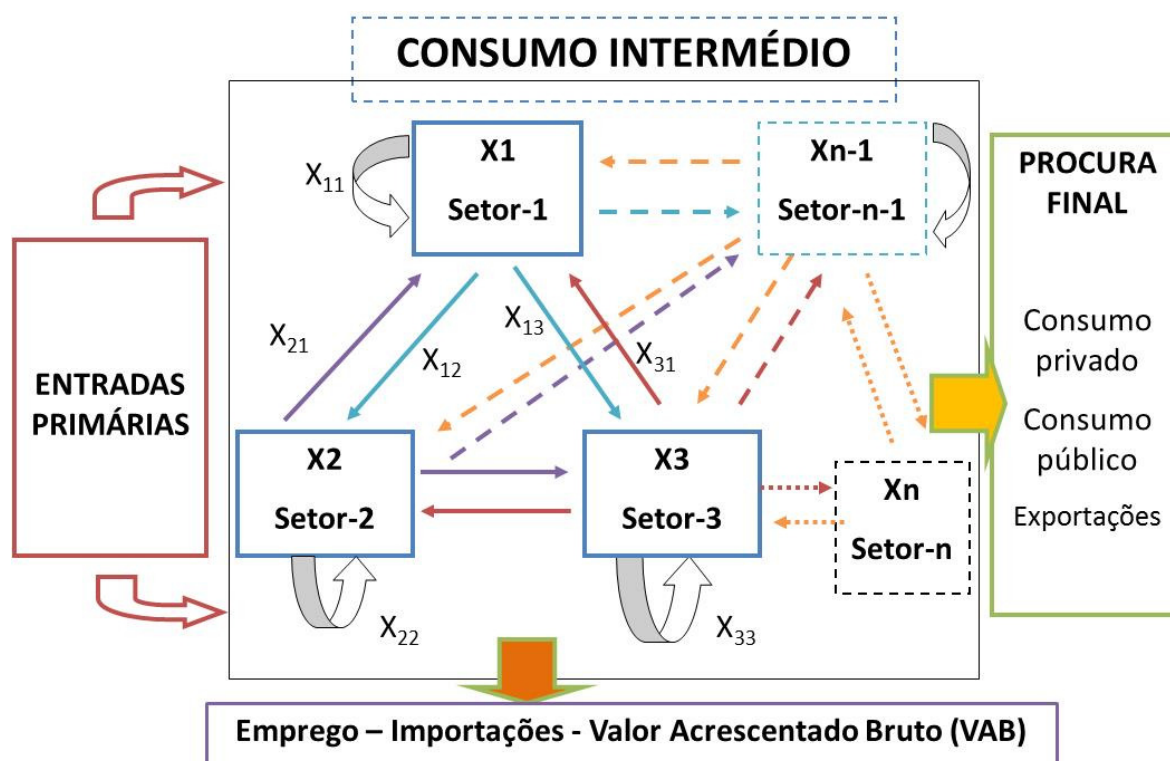 CONSUMO INTERMÉDIO
X1
Setor-1
Xn-1
Setor-n-1
X₁₁
PROCURA
FINAL
Consumo
privado
Consumo
público
Exportações
ENTRADAS
PRIMÁRIAS
X₂₁
X₁₂
X₁₃
X₃₁
X2
Setor-2
X3
Setor-3
Xn
Setor-n
X₂₂
X₃₃
Emprego – Importações - Valor Acrescentado Bruto (VAB)